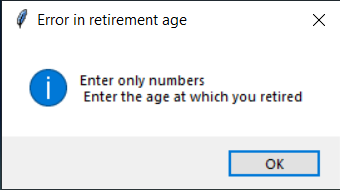 Error in retirement age
Enter only numbers
Enter the age at which you retired
OK